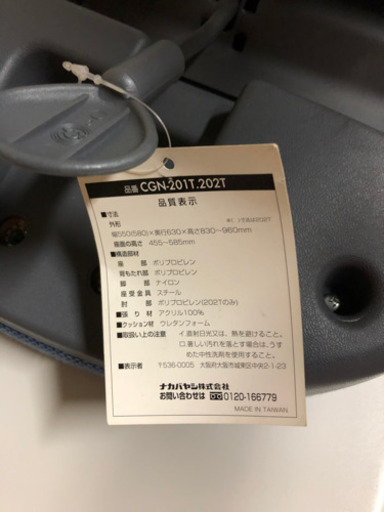 品番 CGN-201T.202T
品質表示
■寸法
外形 ※( )内は202T
幅550(580)×奥行630×高さ830〜960mm
座面の高さ 455〜585mm
■構造部材
座部 ポリプロピレン
背もたれ部 ポリプロピレン
脚部 ナイロン
座受金具 スチール
肘部 ポリプロピレン(202Tのみ)
■張り材 アクリル100%
■クッション材 ウレタンフォーム
■取扱い上の注意 イ.直射日光又は、熱を避けること。
ロ.著しい汚れを落とす場合は、うす
めた中性洗剤を使用すること。
■表示者 〒536-0005 大阪府大阪市城東区中央2-1-23
ナカバヤシ株式会社
お問い合わせは 0120-166779
MADE IN TAIWAN